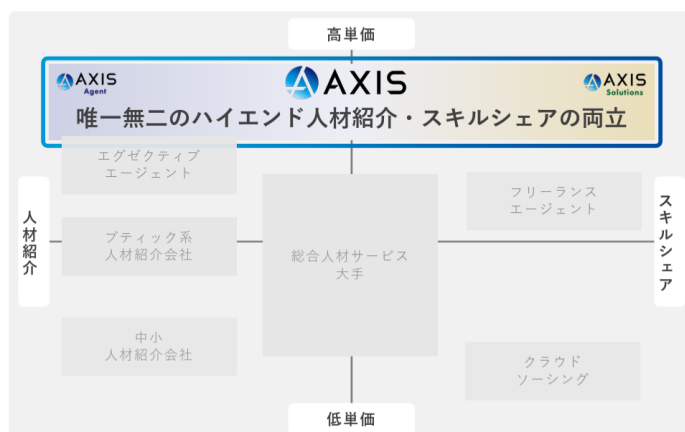 高単価
AXIS
Agent
AXIS
AXIS
Solutions
唯一無二のハイエンド人材紹介・スキルシェアの両立
エグゼクティブ
エージェント
フリーランス
エージェント
人材紹介
ブティック系
人材紹介会社
総合人材サービス
大手
スキルシェア
中小
人材紹介会社
クラウド
ソーシング
低単価